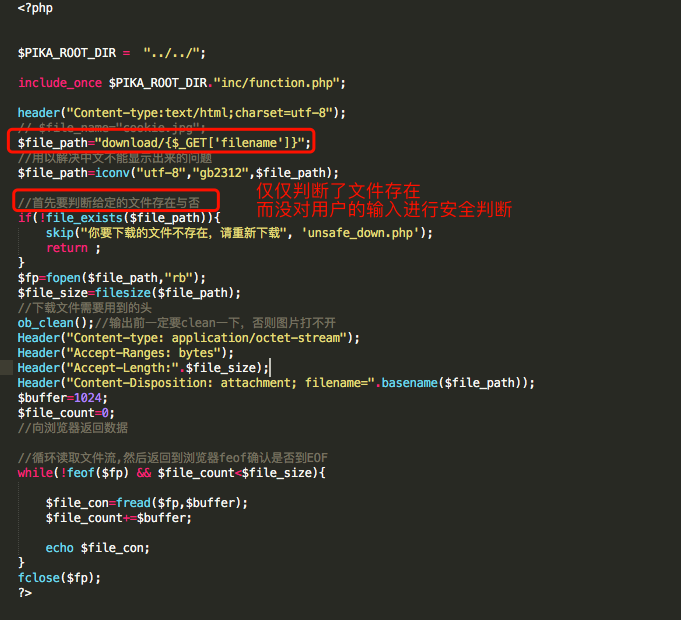 <?php
$PIKA_ROOT_DIR =  "../../";
include_once $PIKA_ROOT_DIR."inc/function.php";
header("Content-type:text/html;charset=utf-8");
// $file_name="cookie.jpg";
$file_path="download/{$_GET['filename']}";
//用以解决中文不能显示出来的问题
$file_path=iconv("utf-8","gb2312",$file_path);
//首先要判断给定的文件存在与否
仅仅判断了文件存在
而没对用户的输入进行安全判断
if(!file_exists($file_path)){
    skip("你要下载的文件不存在，请重新下载", 'unsafe_down.php');
    return ;
}
$fp=fopen($file_path,"rb");
$file_size=filesize($file_path);
//下载文件需要用到的头
ob_clean();//输出前一定要clean一下，否则图片打不开
Header("Content-type: application/octet-stream");
Header("Accept-Ranges: bytes");
Header("Accept-Length:".$file_size);
Header("Content-Disposition: attachment; filename=".basename($file_path));
$buffer=1024;
$file_count=0;
//向浏览器返回数据
//循环读取文件流,然后返回到浏览器feof确认是否到EOF
while(!feof($fp) && $file_count<$file_size){
    $file_con=fread($fp,$buffer);
    $file_count+=$buffer;
    echo $file_con;
}
fclose($fp);
?>